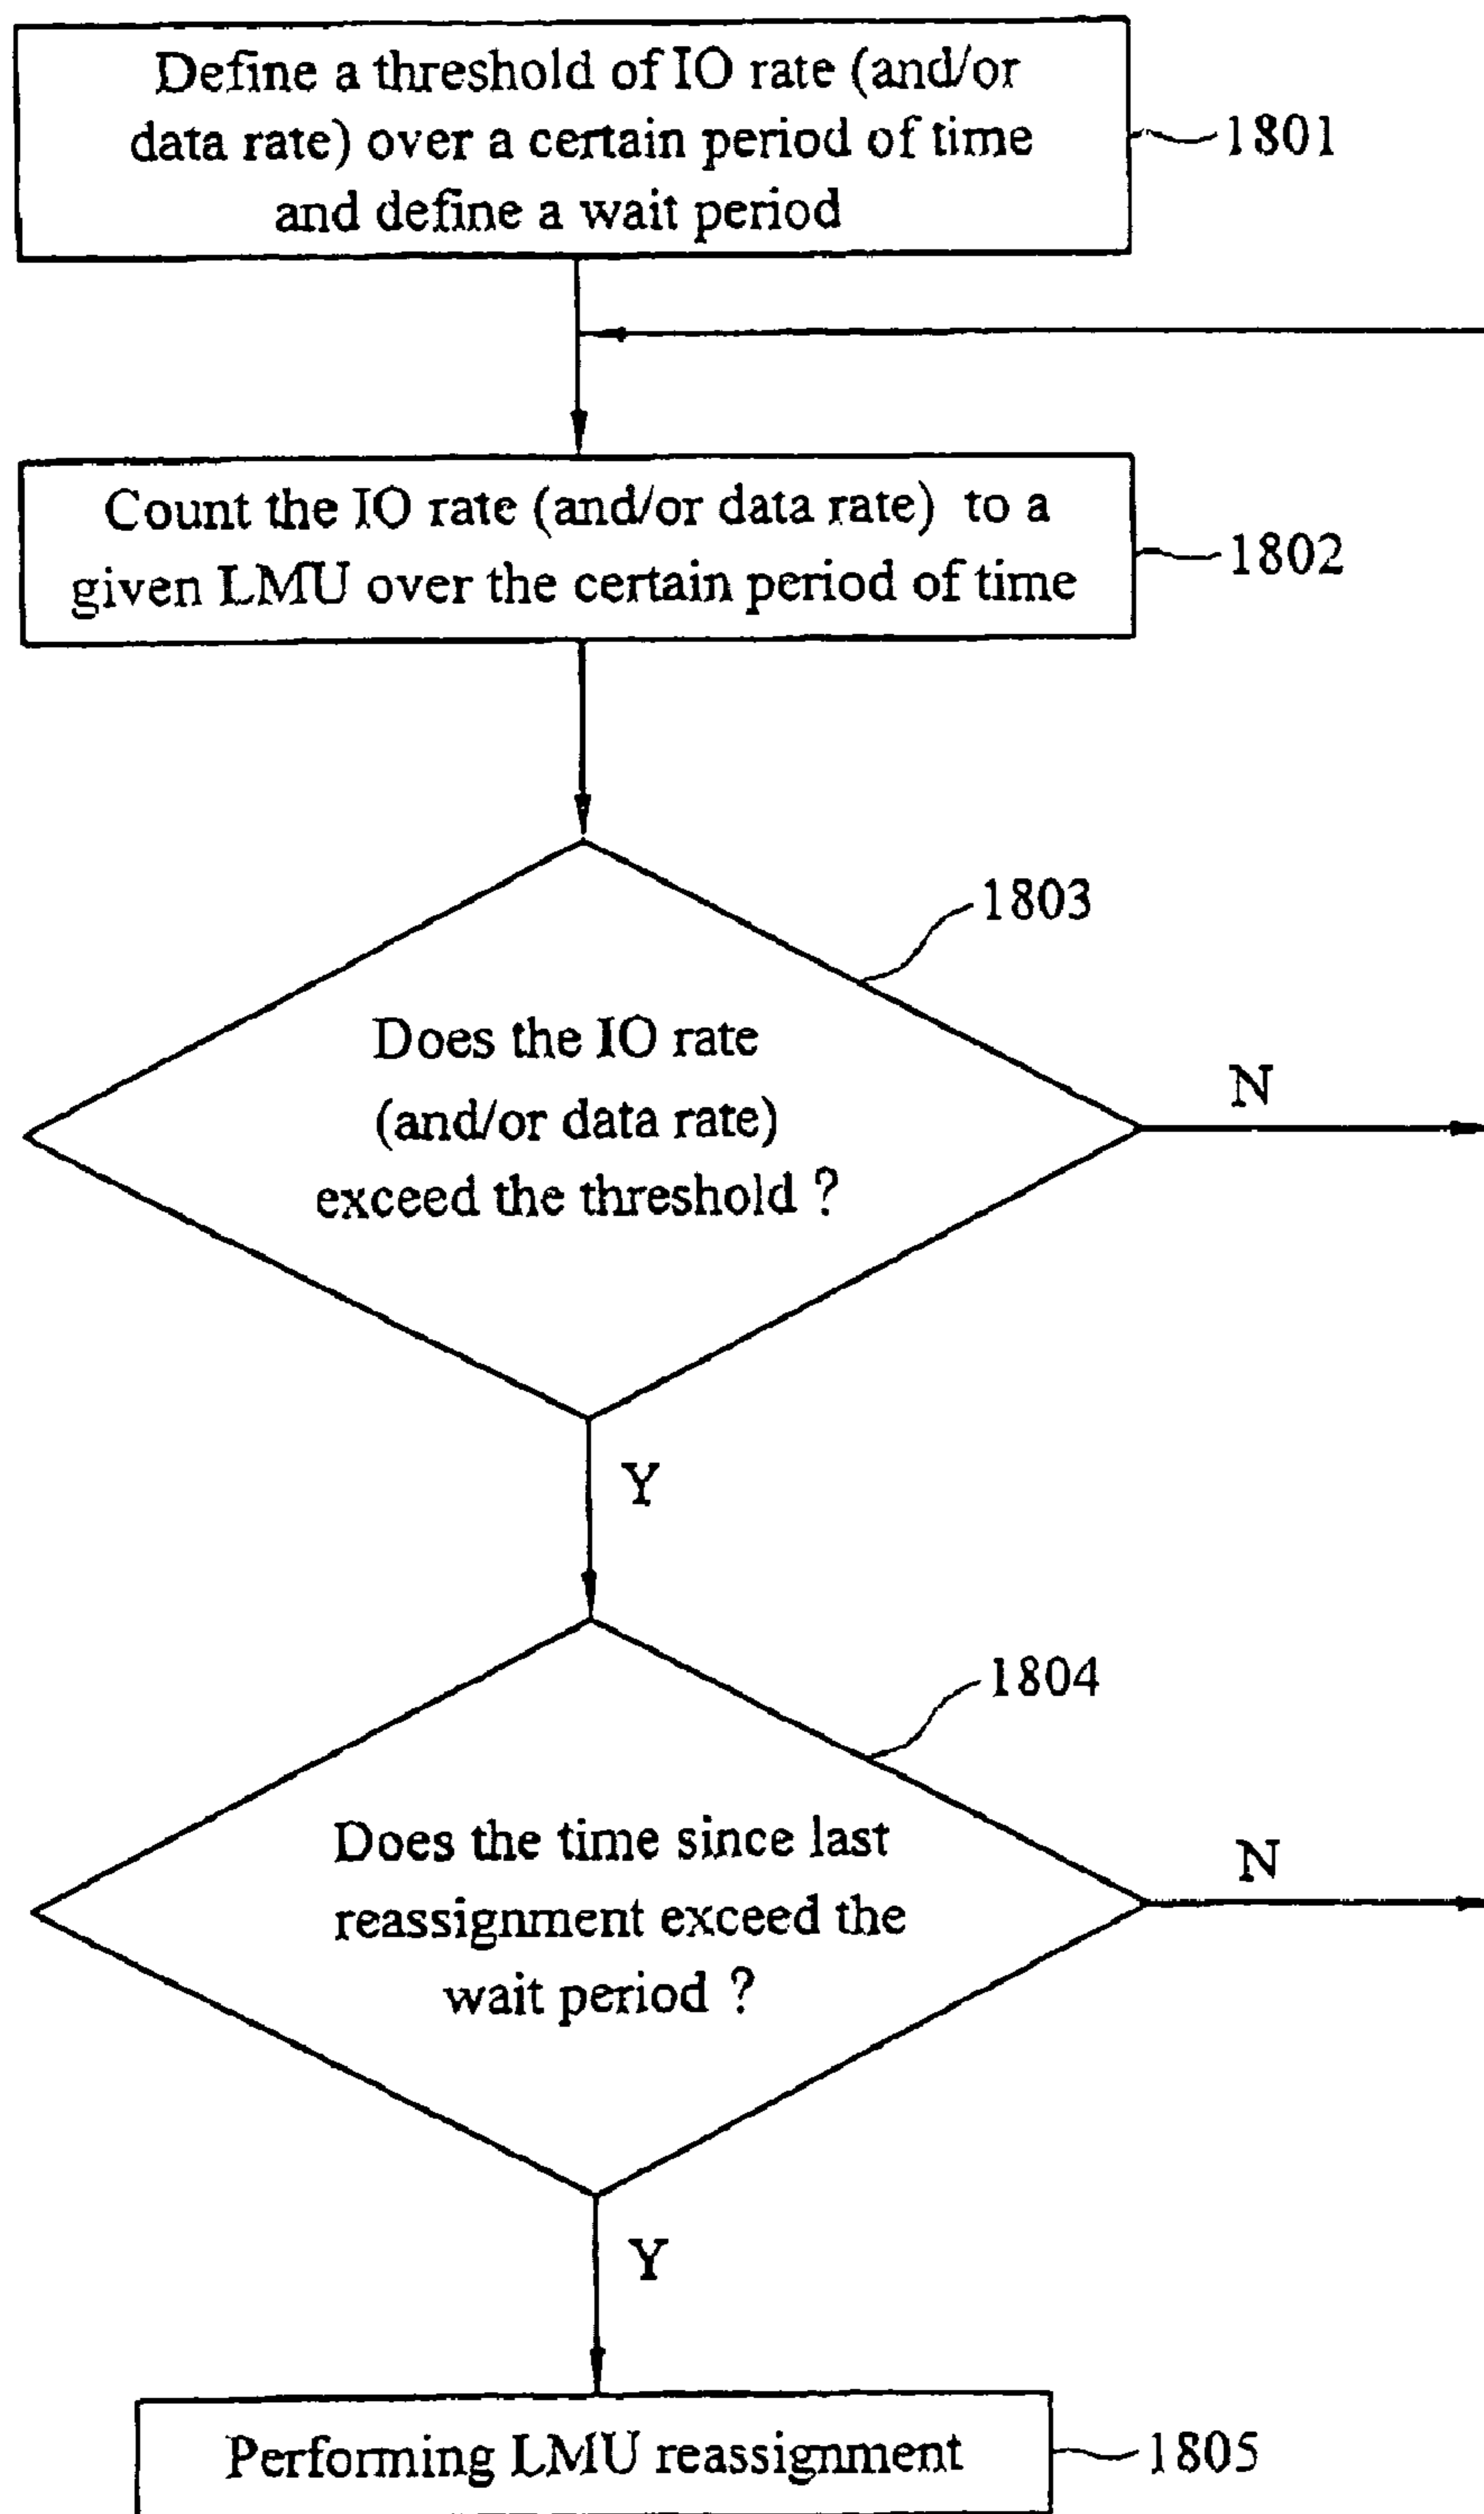 Define a threshold of IO rate (and/or
data rate) over a certain period of time
and define a wait period
1801
Count the IO rate (and/or data rate) to a
given LMU over the certain period of time
1802
1803
Does the IO rate
(and/or data rate)
exceed the threshold ?
N
Y
1804
Does the time since last
reassignment exceed the
wait period ?
N
Y
Performing LMU reassignment
1805